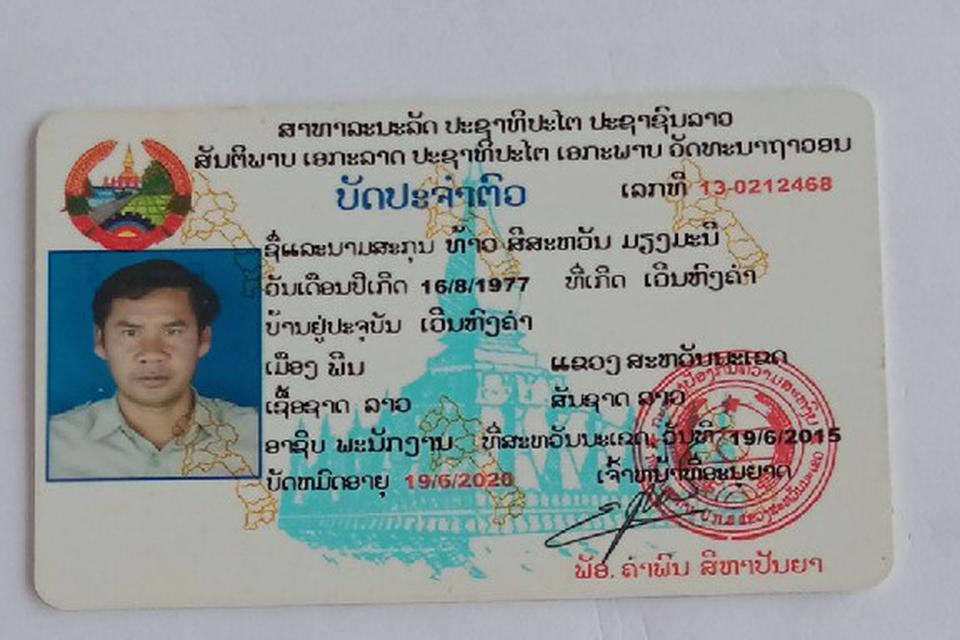 ສາທາລະນະລັດ ປະຊາທິປະໄຕ ປະຊາຊົນລາວ
ສັນຕິພາບ ເອກະລາດ ປະຊາທິປະໄຕ ເອກະພາບ ວັດທະນາຖາວອນ
ບັດປະຈຳຕົວ ເລກທີ 13-0212468
ຊື່ແລະນາມສະກຸນ ທ້າວ ສີສະຫວັນ ມຽງມະນີ
ວັນເດືອນປີເກີດ 16/8/1977 ທີ່ເກີດ ເວີນຫົງຄຳ
ບ້ານຢູ່ປະຈຸບັນ ເວີນຫົງຄຳ
ເມືອງ ພີນ ແຂວງ ສະຫວັນນະເຂດ
ເຊື້ອຊາດ ລາວ ສັນຊາດ ລາວ
ອາຊີບ ພະນັກງານ ທີ່ສະຫວັນນະເຂດ, ວັນທີ 19/6/2015
ບັດຫມົດອາຍຸ 19/6/2020 ເຈົ້າຫນ້າທີ່ອະນຸຍາດ
ພັອ. ຄຳພົນ ສີຫາປັນຍາ